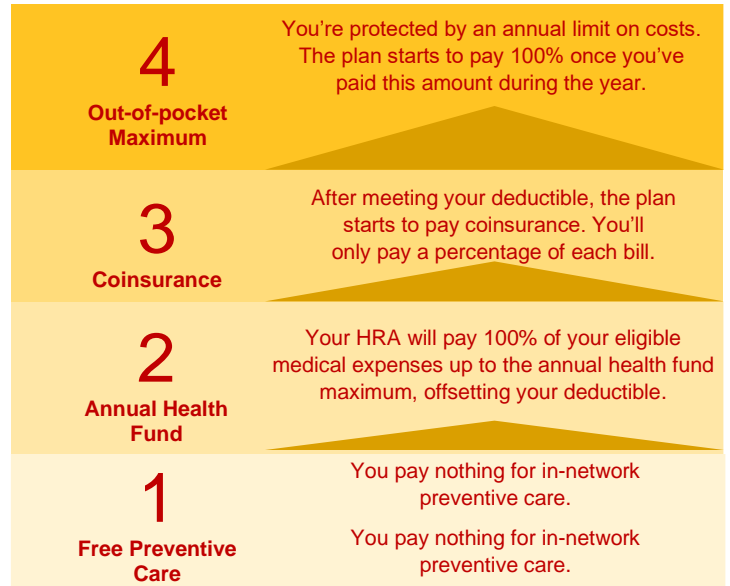 4
Out-of-pocket
Maximum
You're protected by an annual limit on costs.
The plan starts to pay 100% once you've
paid this amount during the year.
3
Coinsurance
After meeting your deductible, the plan
starts to pay coinsurance. You'll
only pay a percentage of each bill.
2
Annual Health
Fund
Your HRA will pay 100% of your eligible
medical expenses up to the annual health fund
maximum, offsetting your deductible.
1
Free Preventive
Care
You pay nothing for in-network
preventive care.
You pay nothing for in-network
preventive care.